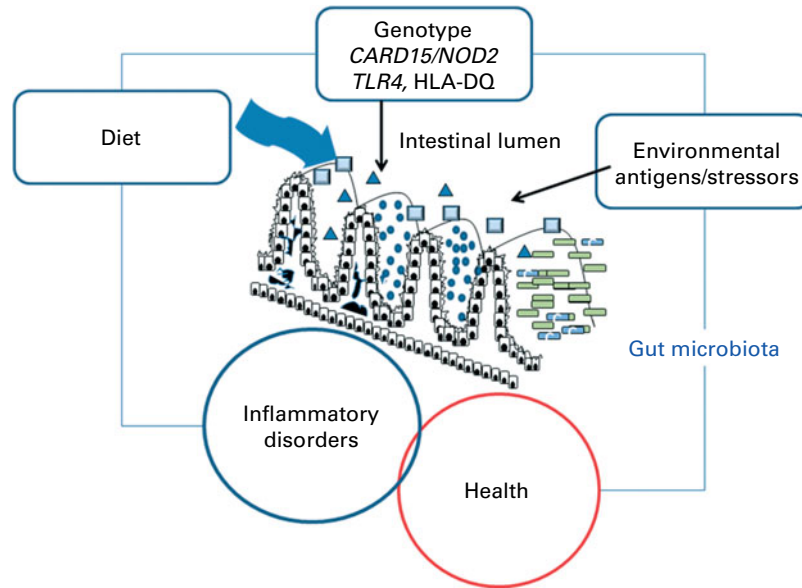 Genotype
CARD15/NOD2
TLR4, HLA-DQ
Diet
Intestinal lumen
Environmental
antigens/stressors
Gut microbiota
Inflammatory
disorders
Health